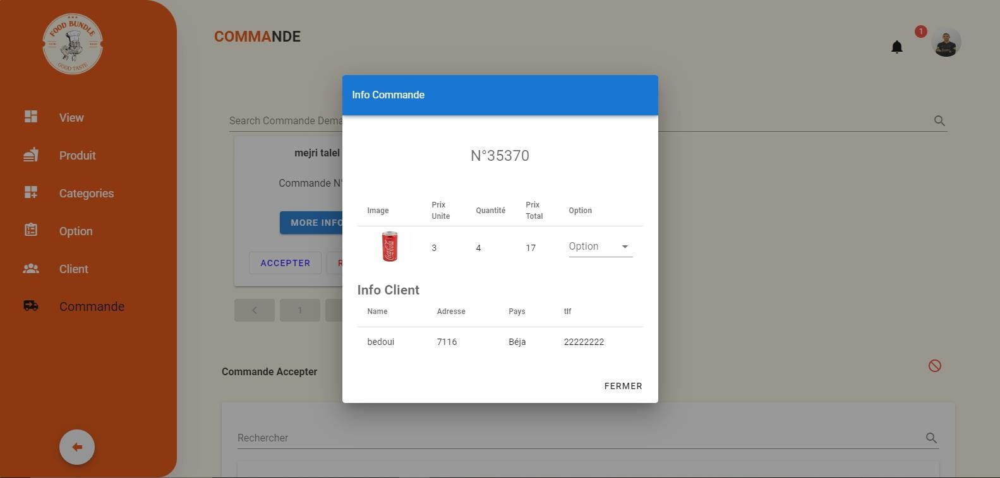 FOOD BUNDLE
GOOD TASTE
COMMANDE
1
View
Produit
Categories
Option
Client
Commande
Search Commande Dema
mejri talel
Commande N°
MORE INFO
ACCEPTER
R
1
Info Commande
N°35370
Image Prix Unite Quantité Prix Total Option
Coca-Cola
3 4 17 Option
Info Client
Name Adresse Pays tlf
bedoui 7116 Béja 22222222
FERMER
Commande Accepter
Rechercher